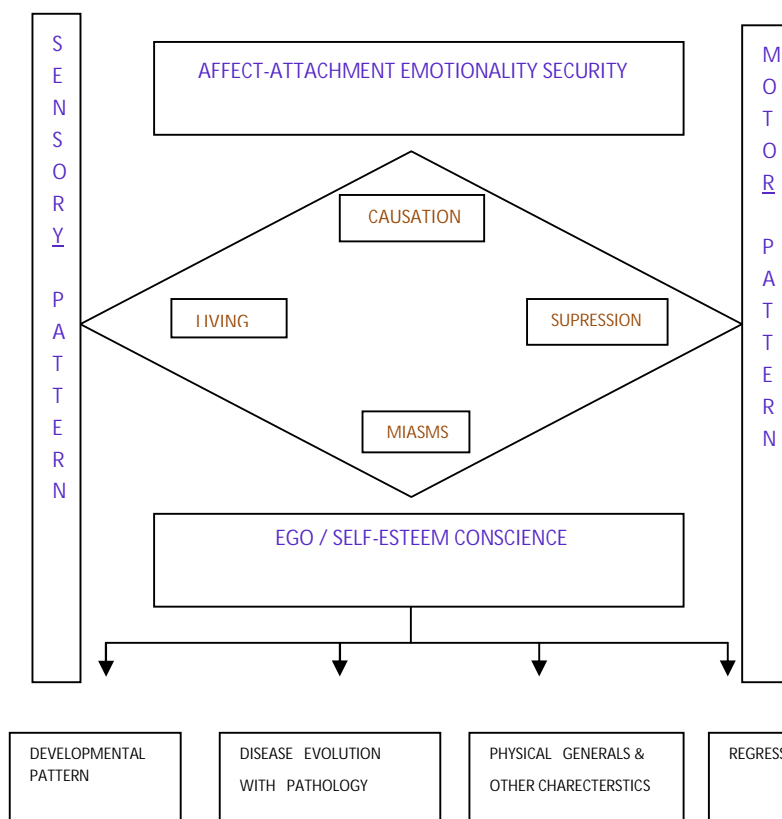 SENSORY PATTERN
AFFECT-ATTACHMENT EMOTIONALITY SECURITY
MOTOR PATTERN
CAUSATION
LIVING
SUPRESSION
MIASMS
EGO / SELF-ESTEEM CONSCIENCE
DEVELOPMENTAL
PATTERN
DISEASE EVOLUTION
WITH PATHOLOGY
PHYSICAL GENERALS &
OTHER CHARECTERSTICS
REGRESS